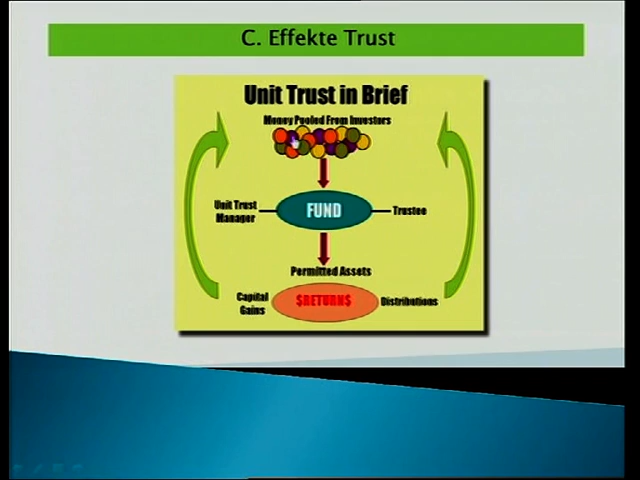 C. Effekte Trust
Unit Trust in Brief
Money Pooled From Investors
Unit Trust
Manager
FUND
Trustee
Permitted Assets
Capital
Gains
$RETURN$
Distributions